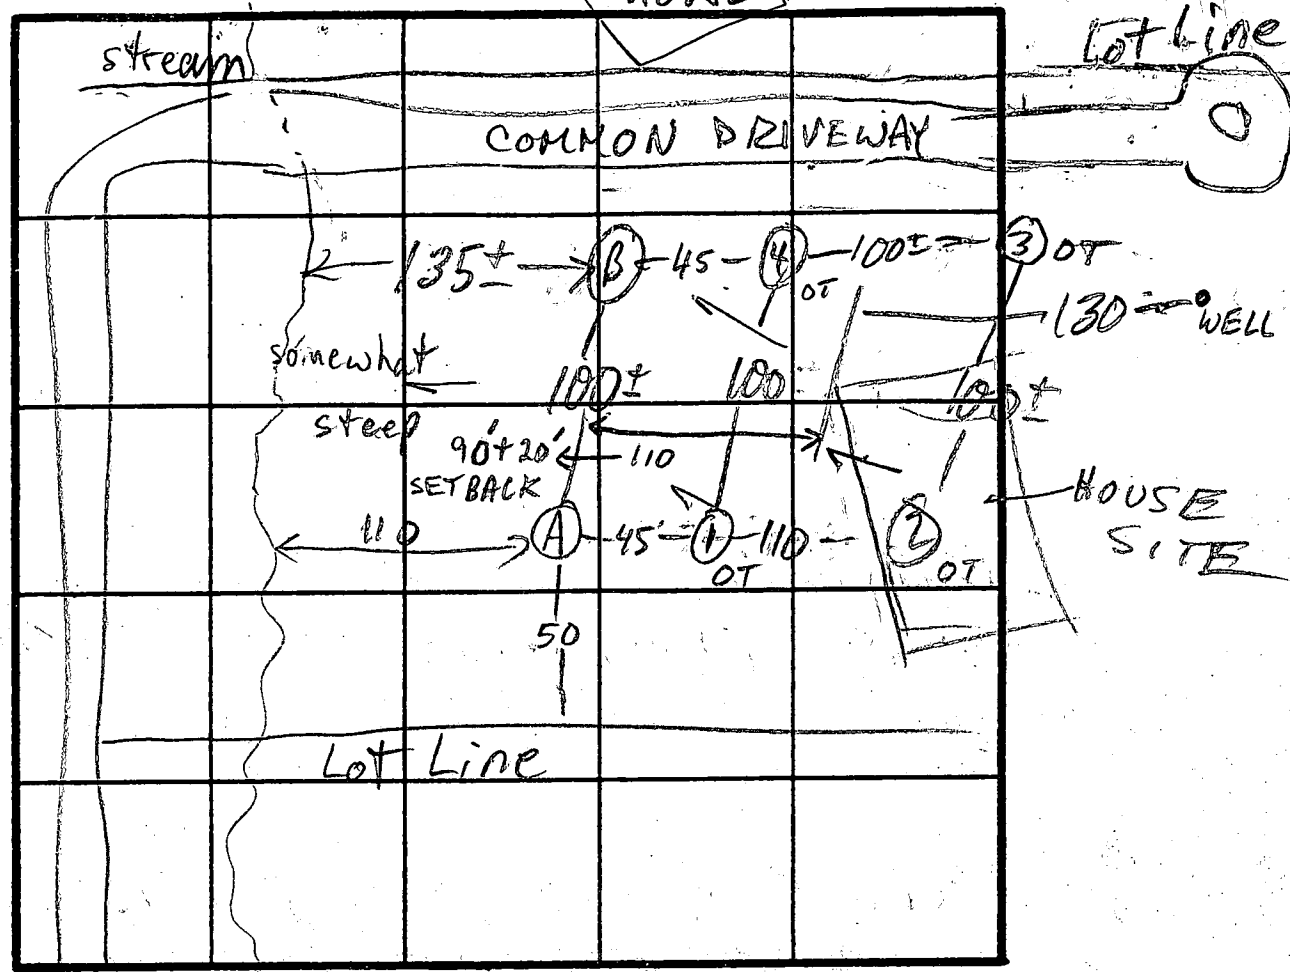 Lot Line
stream
COMMON DRIVEWAY
135± B 45 4 100± 3 OT
OT
130 WELL
somewhat
100± 100 100±
steep
90'+20' 110
SETBACK
HOUSE
SITE
110 A 45' 1 110 2
OT OT
50
Lot Line